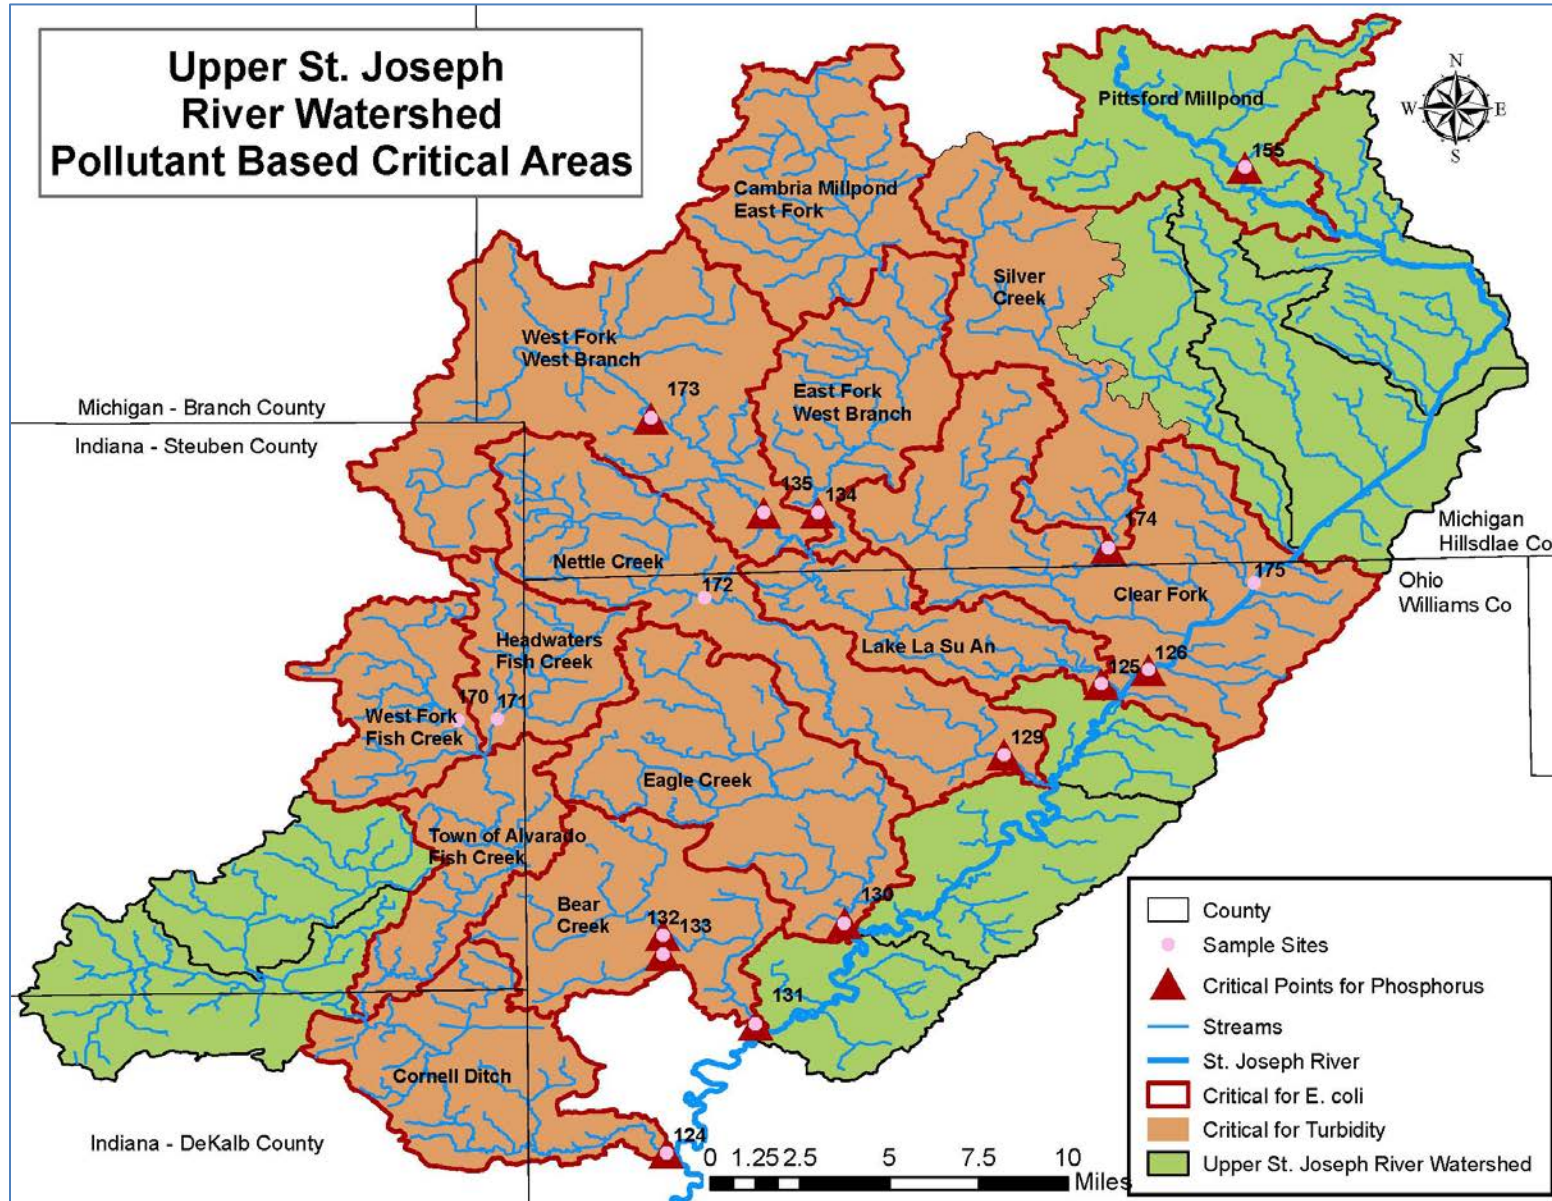 Upper St. Joseph
River Watershed
Pollutant Based Critical Areas
N
W
E
S
Pittsford Millpond
155
Cambria Millpond
East Fork
Silver
Creek
West Fork
West Branch
East Fork
West Branch
173
Michigan - Branch County
Indiana - Steuben County
135
134
174
Michigan
Hillsdlae Co
Nettle Creek
172
175
Clear Fork
Ohio
Williams Co
Headwaters
Fish Creek
Lake La Su An
125
126
170
171
West Fork
Fish Creek
129
Eagle Creek
Town of Alvarado
Fish Creek
Bear
Creek
132
133
130
131
Cornell Ditch
Indiana - DeKalb County
124
0 1.25 2.5 5 7.5 10
Miles
County
Sample Sites
Critical Points for Phosphorus
Streams
St. Joseph River
Critical for E. coli
Critical for Turbidity
Upper St. Joseph River Watershed